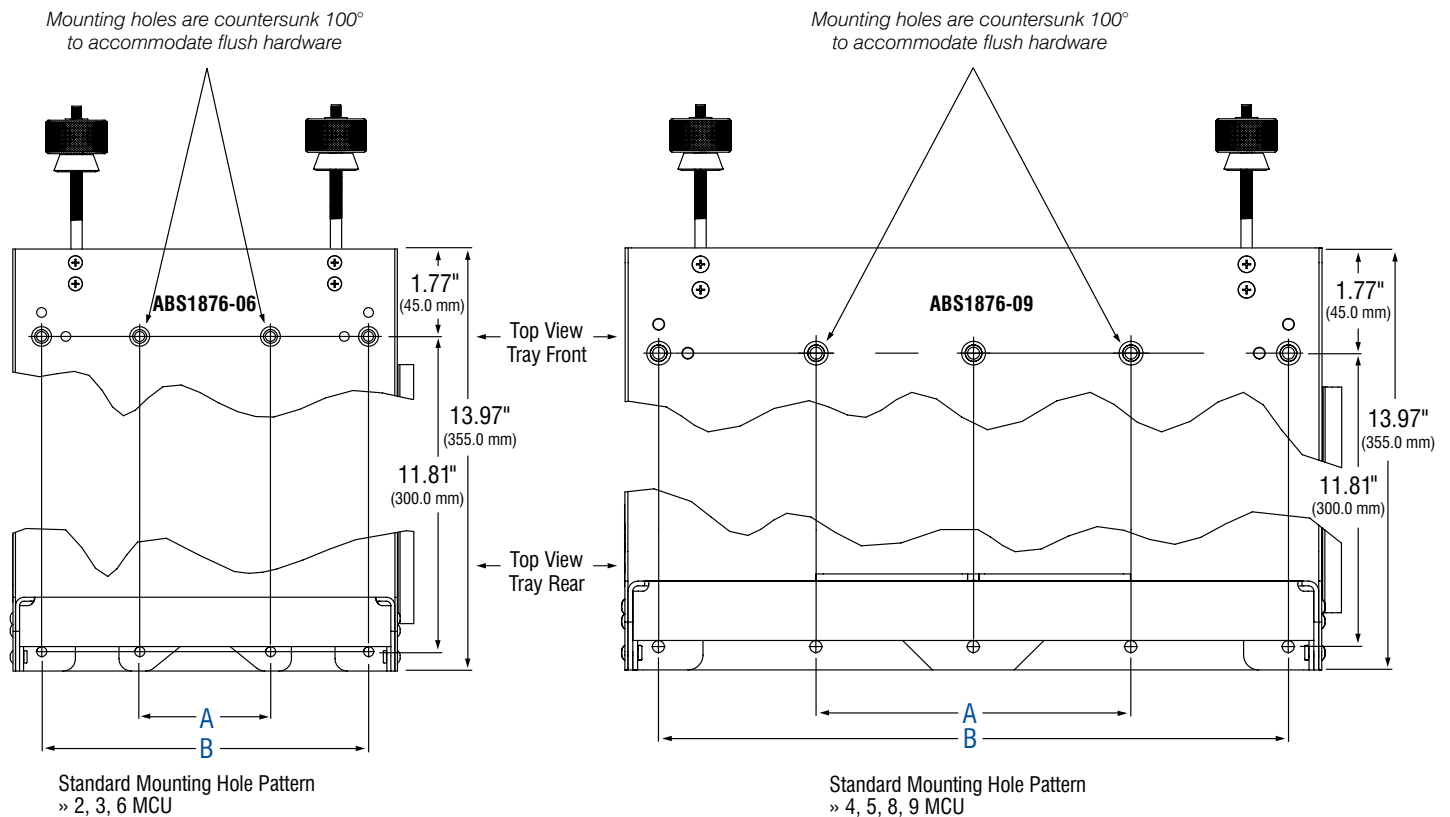 Mounting holes are countersunk 100°
to accommodate flush hardware
Mounting holes are countersunk 100°
to accommodate flush hardware
ABS1876-06
1.77"
(45.0 mm)
13.97"
(355.0 mm)
11.81"
(300.0 mm)
A
B
Standard Mounting Hole Pattern
» 2, 3, 6 MCU
Top View
Tray Front
Top View
Tray Rear
ABS1876-09
1.77"
(45.0 mm)
13.97"
(355.0 mm)
11.81"
(300.0 mm)
A
B
Standard Mounting Hole Pattern
» 4, 5, 8, 9 MCU